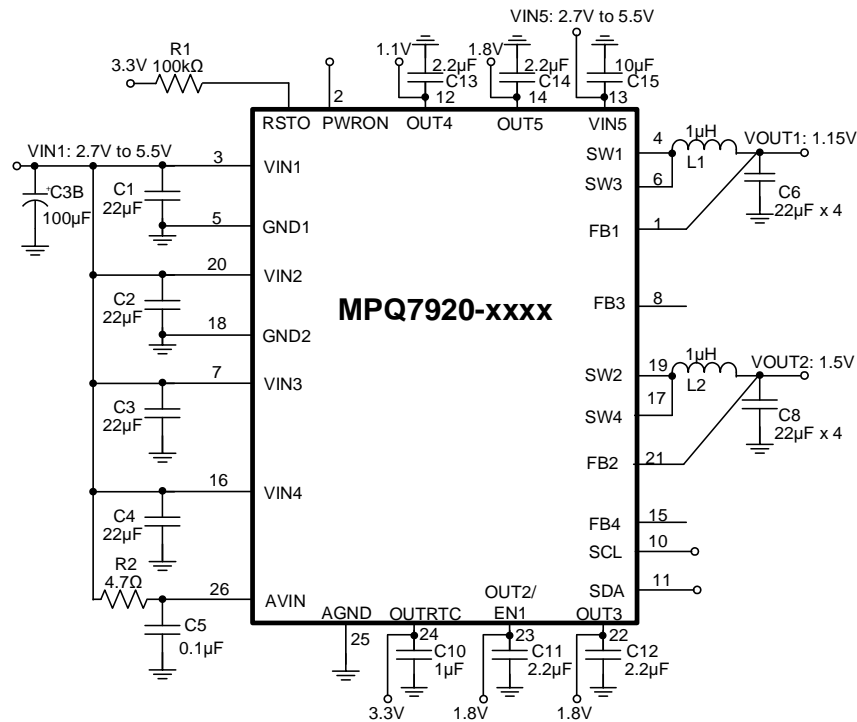 VIN5: 2.7V to 5.5V
R1
100kΩ
3.3V
1.1V
1.8V
2.2µF
C13
2.2µF
C14
10µF
C15
2
12
14
13
RSTO
PWRON
OUT4
OUT5
VIN5
VIN1: 2.7V to 5.5V
3
VIN1
SW1
4
1µH
L1
VOUT1: 1.15V
+C3B
100µF
C1
22µF
SW3
6
C6
22µF x 4
5
GND1
FB1
1
20
VIN2
C2
22µF
MPQ7920-xxxx
FB3
8
18
GND2
7
VIN3
SW2
19
1µH
L2
VOUT2: 1.5V
C3
22µF
SW4
17
C8
22µF x 4
FB2
21
16
VIN4
C4
22µF
FB4
15
SCL
10
R2
4.7Ω
26
AVIN
SDA
11
C5
0.1µF
AGND
OUTRTC
OUT2/
EN1
OUT3
25
24
23
22
C10
1µF
C11
2.2µF
C12
2.2µF
3.3V
1.8V
1.8V